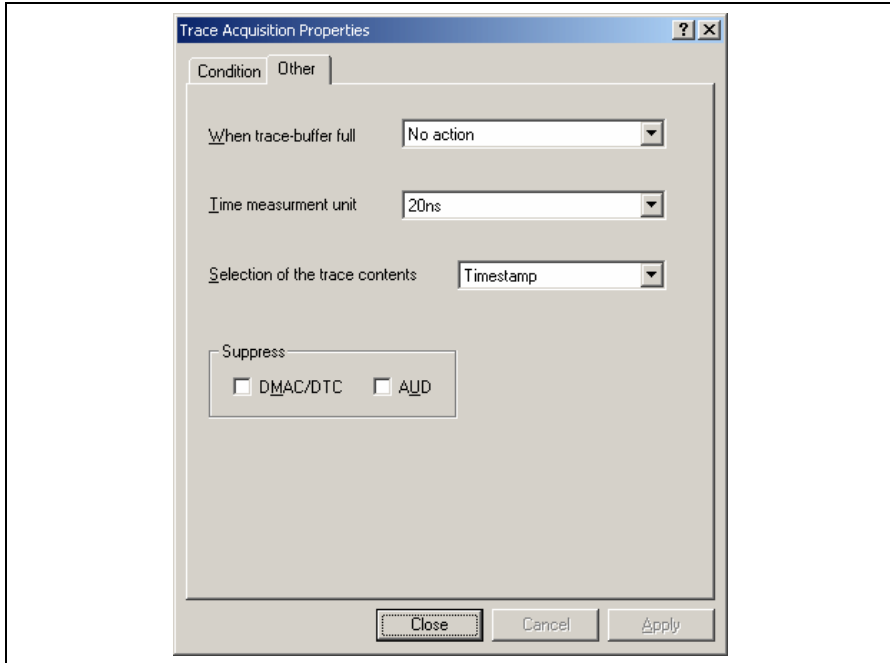 Trace Acquisition Properties
Condition Other
When trace-buffer full No action
Time measurment unit 20ns
Selection of the trace contents Timestamp
Suppress
DMAC/DTC AUD
Close Cancel Apply